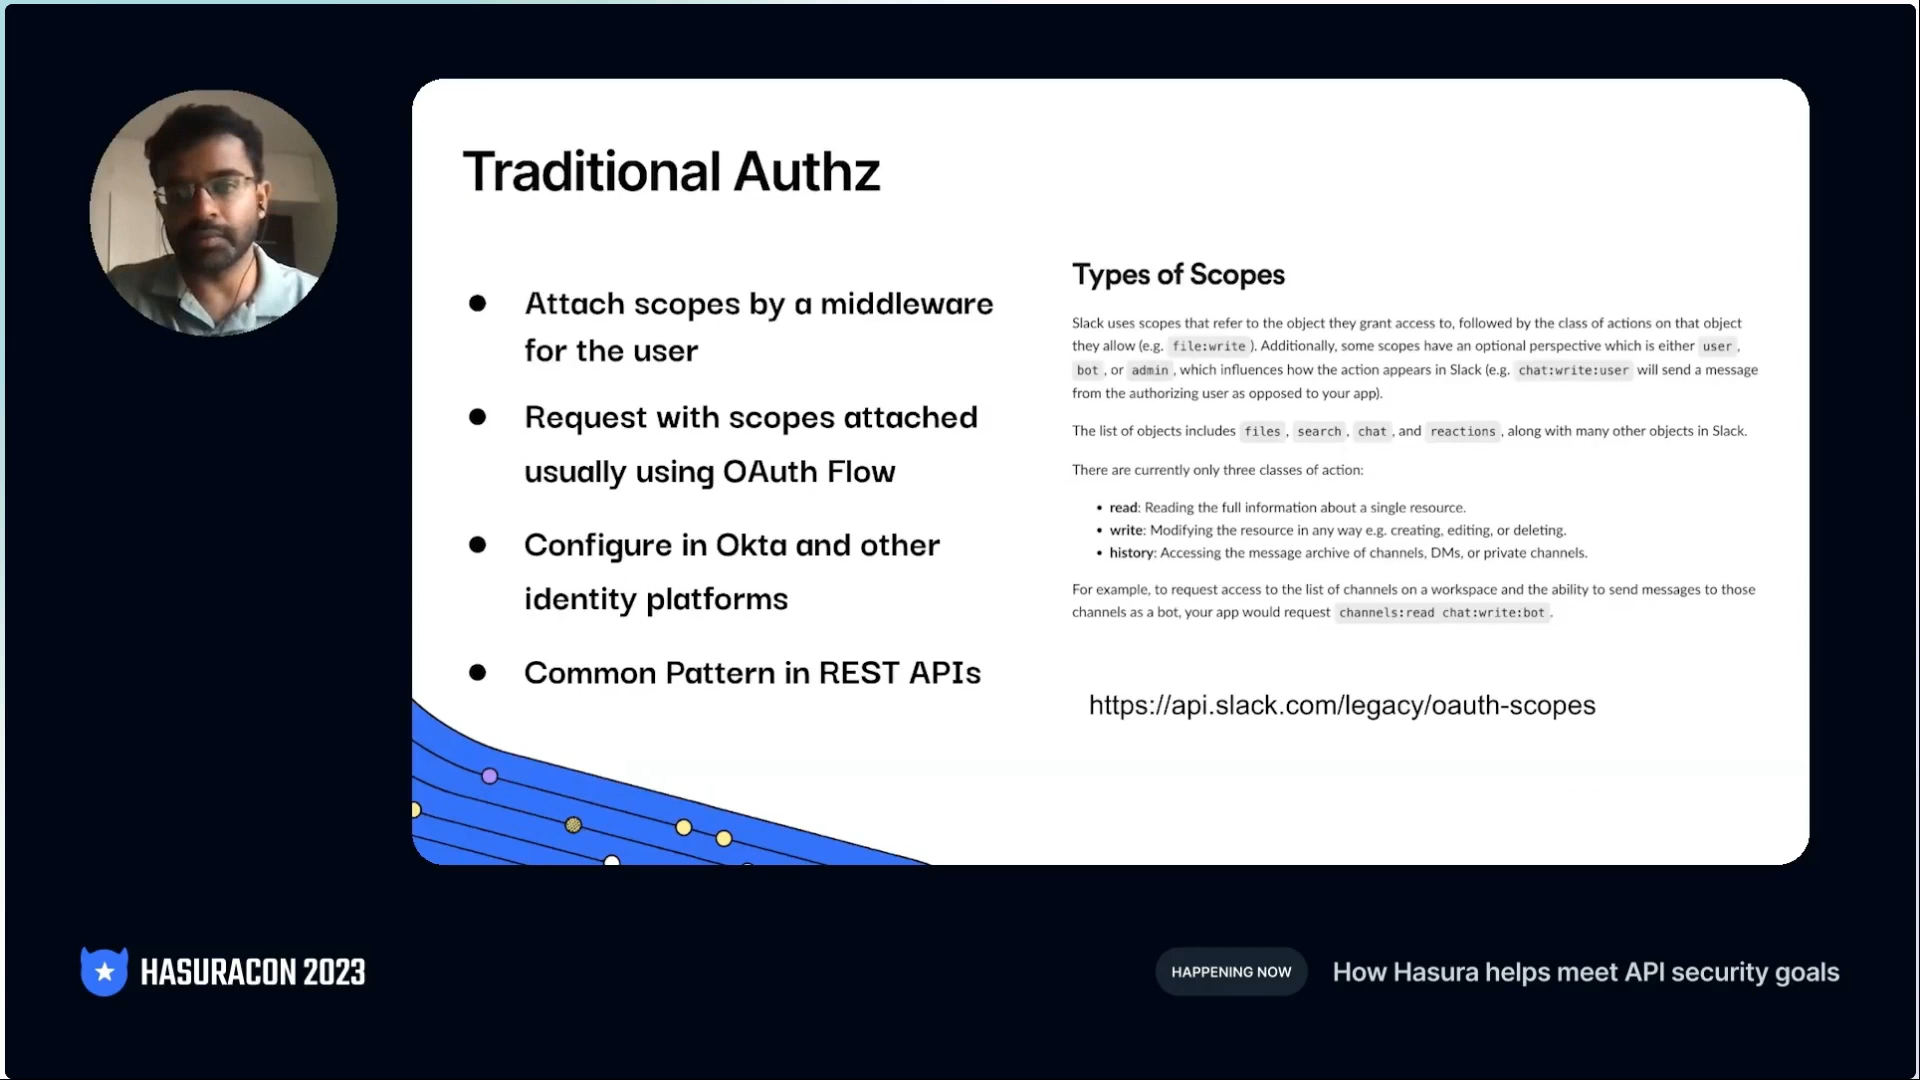 Traditional Authz
● Attach scopes by a middleware
for the user
● Request with scopes attached
usually using OAuth Flow
● Configure in Okta and other
identity platforms
● Common Pattern in REST APIs
Types of Scopes
Slack uses scopes that refer to the object they grant access to, followed by the class of actions on that object
they allow (e.g. file:write ). Additionally, some scopes have an optional perspective which is either user ,
bot , or admin , which influences how the action appears in Slack (e.g. chat:write:user will send a message
from the authorizing user as opposed to your app).
The list of objects includes files , search , chat , and reactions , along with many other objects in Slack.
There are currently only three classes of action:
• read: Reading the full information about a single resource.
• write: Modifying the resource in any way e.g. creating, editing, or deleting.
• history: Accessing the message archive of channels, DMs, or private channels.
For example, to request access to the list of channels on a workspace and the ability to send messages to those
channels as a bot, your app would request channels:read chat:write:bot .
https://api.slack.com/legacy/oauth-scopes
HASURACON 2023
HAPPENING NOW
How Hasura helps meet API security goals